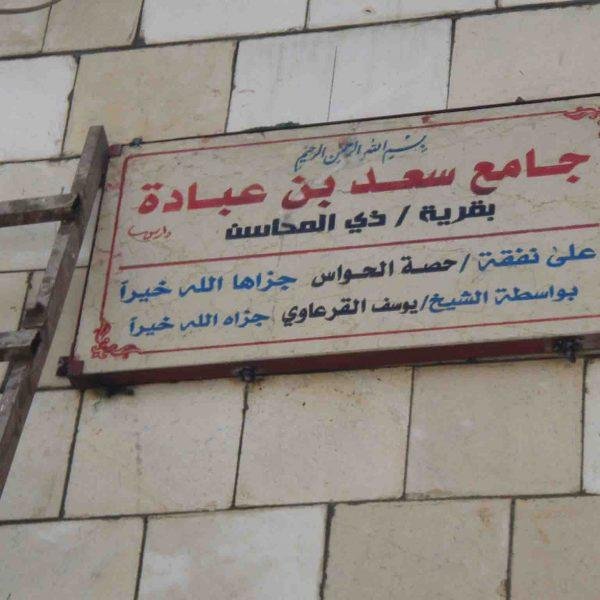 بسم الله الرحمن الرحيم
جامع سعد بن عبادة
بقرية / ذي المحاسن
على نفقة / حصة الحواس جزاها الله خيراً
بواسطة الشيخ / يوسف القرعاوي جزاه الله خيراً